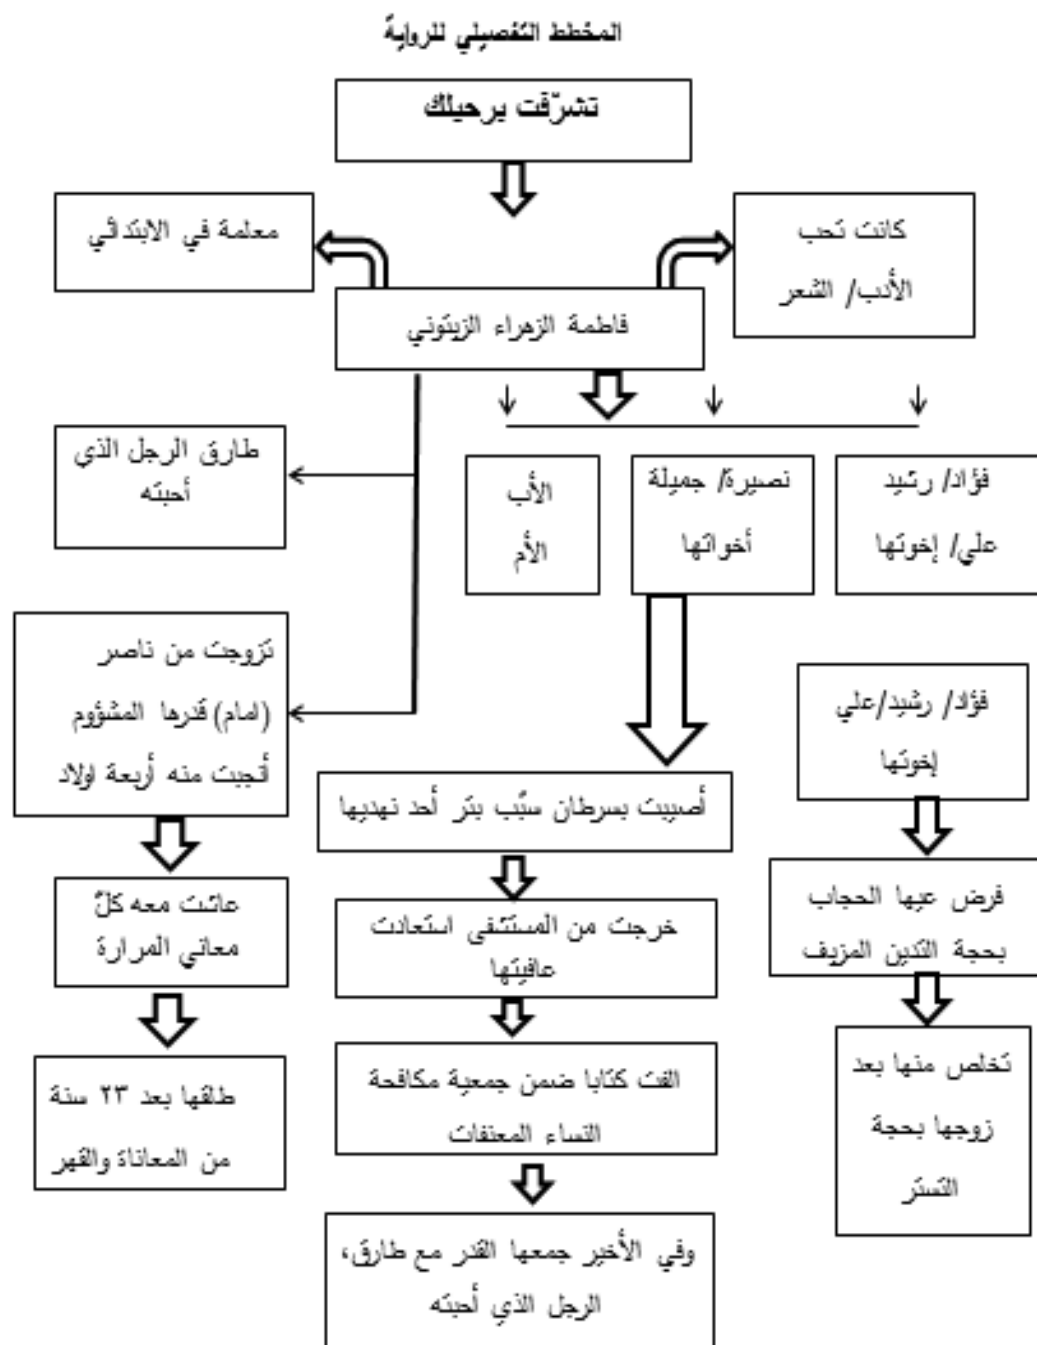 المخطط التفصيلي للرواية
تشرّفت برحيلك
كانت تحب
الأدب/ الشعر
معلمة في الابتدائي
فاطمة الزهراء الزيتوني
طارق الرجل الذي
أحبته
فؤاد/ رشيد
علي/ إخوتها
نصيرة/ جميلة
أخواتها
الأب
الأم
تزوجت من ناصر
(امام) قدرها المشؤوم
أنجبت منه أربعة اولاد
فؤاد/ رشيد/علي
إخوتها
أصيبت بسرطان سبّب بتر أحد نهديها
عاشت معه كلّ
معاني المرارة
خرجت من المستشفى استعادت
عافيتها
فرض عيها الحجاب
بحجة التدين المزيف
طلقها بعد ٢٣ سنة
من المعاناة والقهر
الفت كتابا ضمن جمعية مكافحة
النساء المعنفات
تخلص منها بعد
زوجها بحجة
التستر
وفي الأخير جمعها القدر مع طارق،
الرجل الذي أحبته